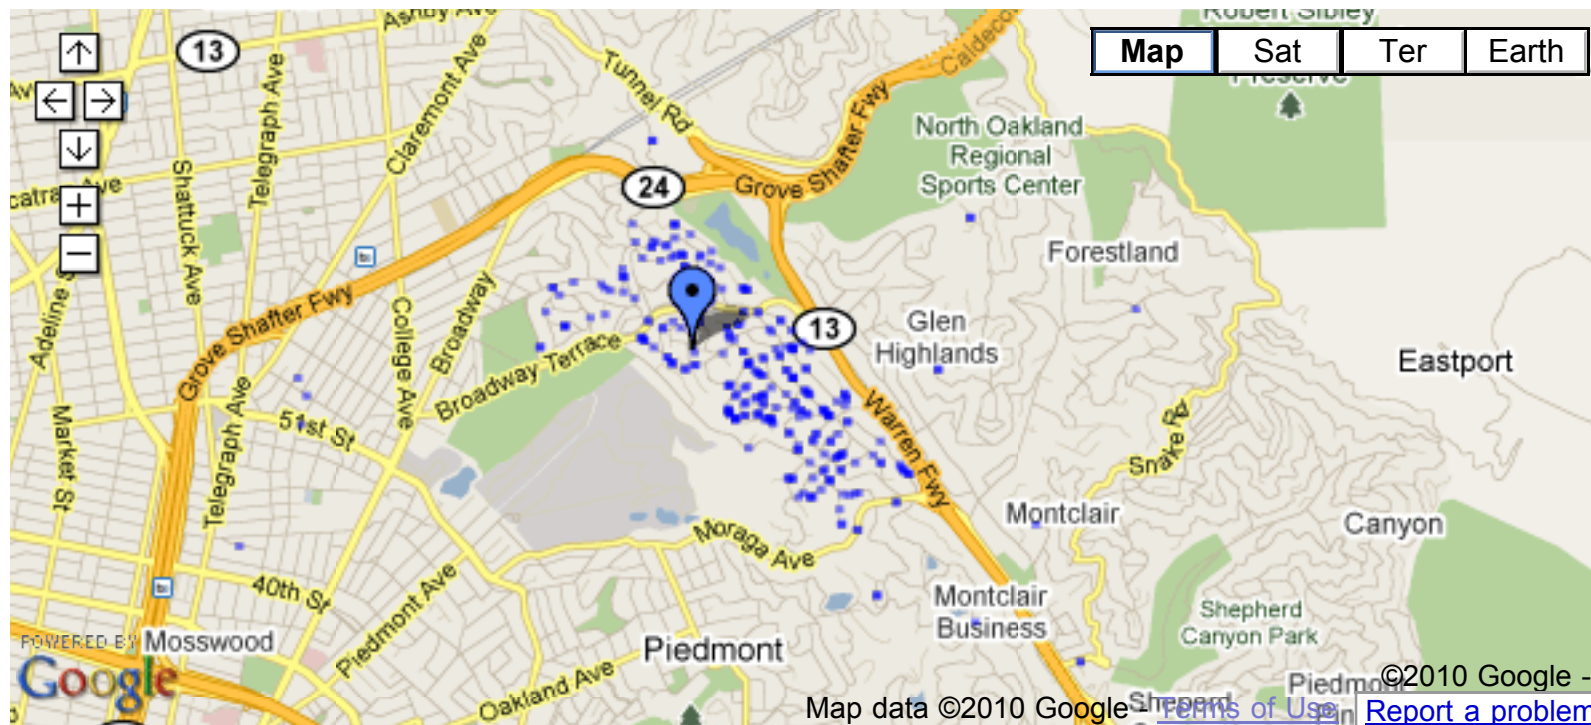 Ashby Ave
Robert Sibley
Preserve
Map
Sat
Ter
Earth
13
Telegraph Ave
Claremont Ave
Tunnel Rd
Shattuck Ave
24
Grove Shafter Fwy
North Oakland
Regional
Sports Center
Forestland
Adeline
Grove Shafter Fwy
College Ave
Broadway
Broadway Terrace
13
Glen
Highlands
Eastport
Market St
Telegraph Ave
51st St
Warren Fwy
Snake Rd
Montclair
Canyon
Moraga Ave
40th St
Piedmont Ave
Montclair
Business
Shepherd
Canyon Park
POWERED BY
Google
Mosswood
Piedmont
Oakland Ave
©2010 Google -
Map data ©2010 Google - Terms of Use
Report a problem